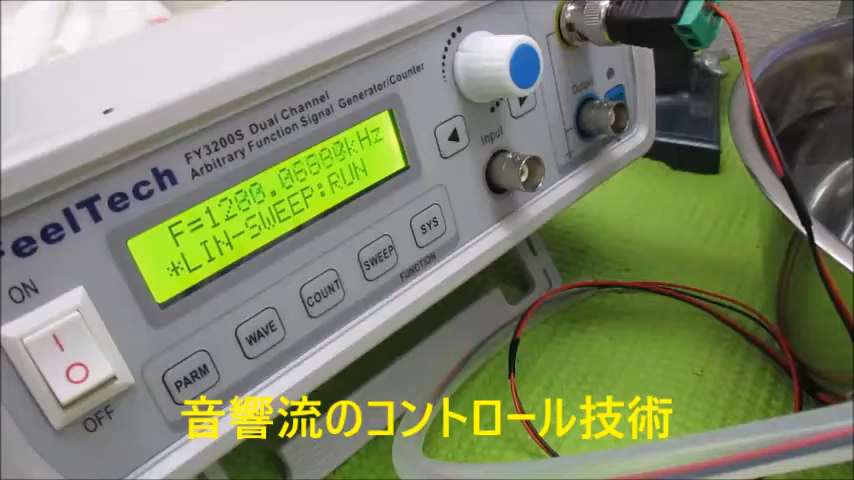 FeelTech
FY3200S Dual Channel
Arbitrary Function Signal Generator/Counter
F=1280.06880kHz
*LIN-SWEEP:RUN
ON
OFF
PARM
WAVE
COUNT
SWEEP
SYS
FUNCTION
Input
Output
音響流のコントロール技術